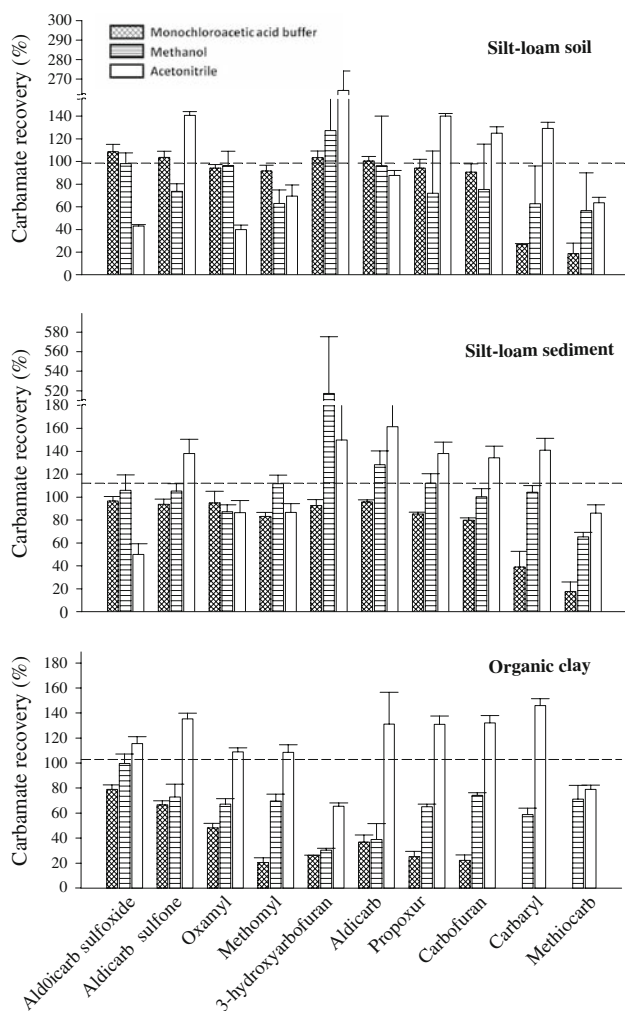 Monochloroacetic acid buffer
Methanol
Acetonitrile
Silt-loam soil
Carbamate recovery (%)
300
290
280
270
260
140
120
100
80
60
40
20
0
Silt-loam sediment
Carbamate recovery (%)
580
560
540
520
180
160
140
120
100
80
60
40
20
0
Organic clay
Carbamate recovery (%)
180
160
140
120
100
80
60
40
20
0
Ald0icarb sulfoxide
Aldicarb sulfone
Oxamyl
Methomyl
3-hydroxyarbofuran
Aldicarb
Propoxur
Carbofuran
Carbaryl
Methiocarb